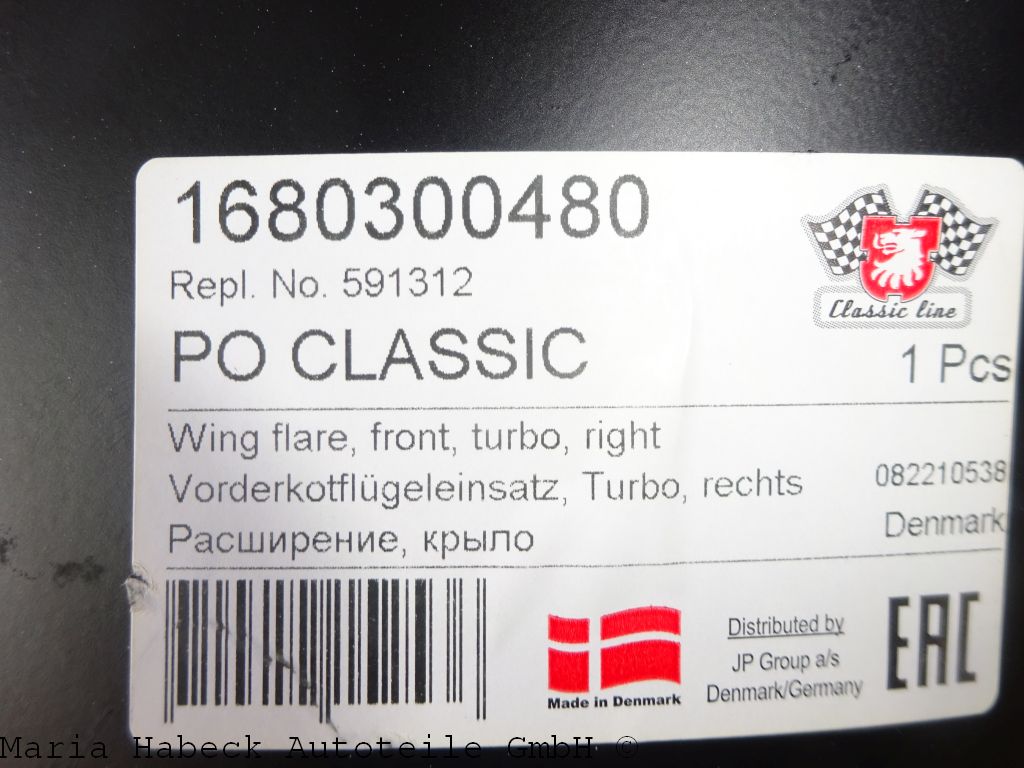 1680300480
Repl. No. 591312
Classic line
PO CLASSIC
1 Pcs
Wing flare, front, turbo, right
Vorderkotflügeleinsatz, Turbo, rechts
082210538
Расширение, крыло
Denmark
Made in Denmark
Distributed by
JP Group a/s
Denmark/Germany
EAC
Maria Habeck Autoteile GmbH ©